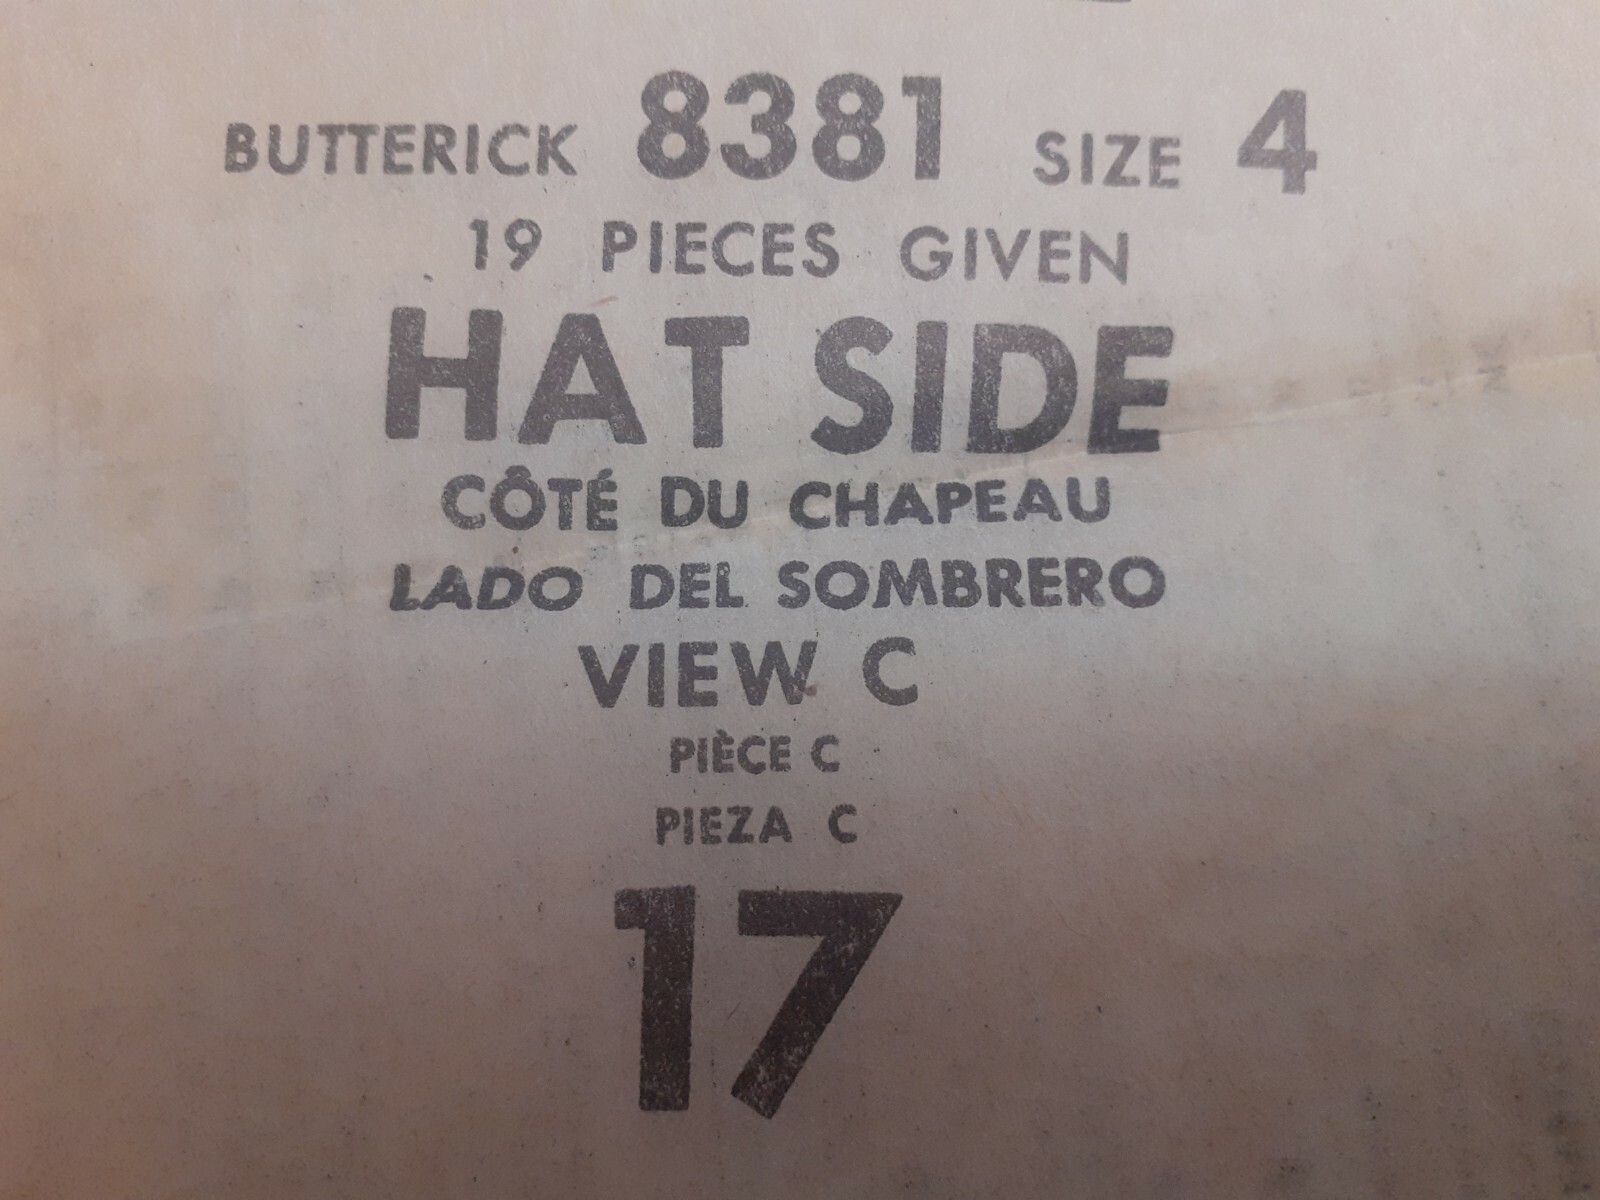 BUTTERICK 8381 SIZE 4
19 PIECES GIVEN
HAT SIDE
CÔTÉ DU CHAPEAU
LADO DEL SOMBRERO
VIEW C
PIÈCE C
PIEZA C
17